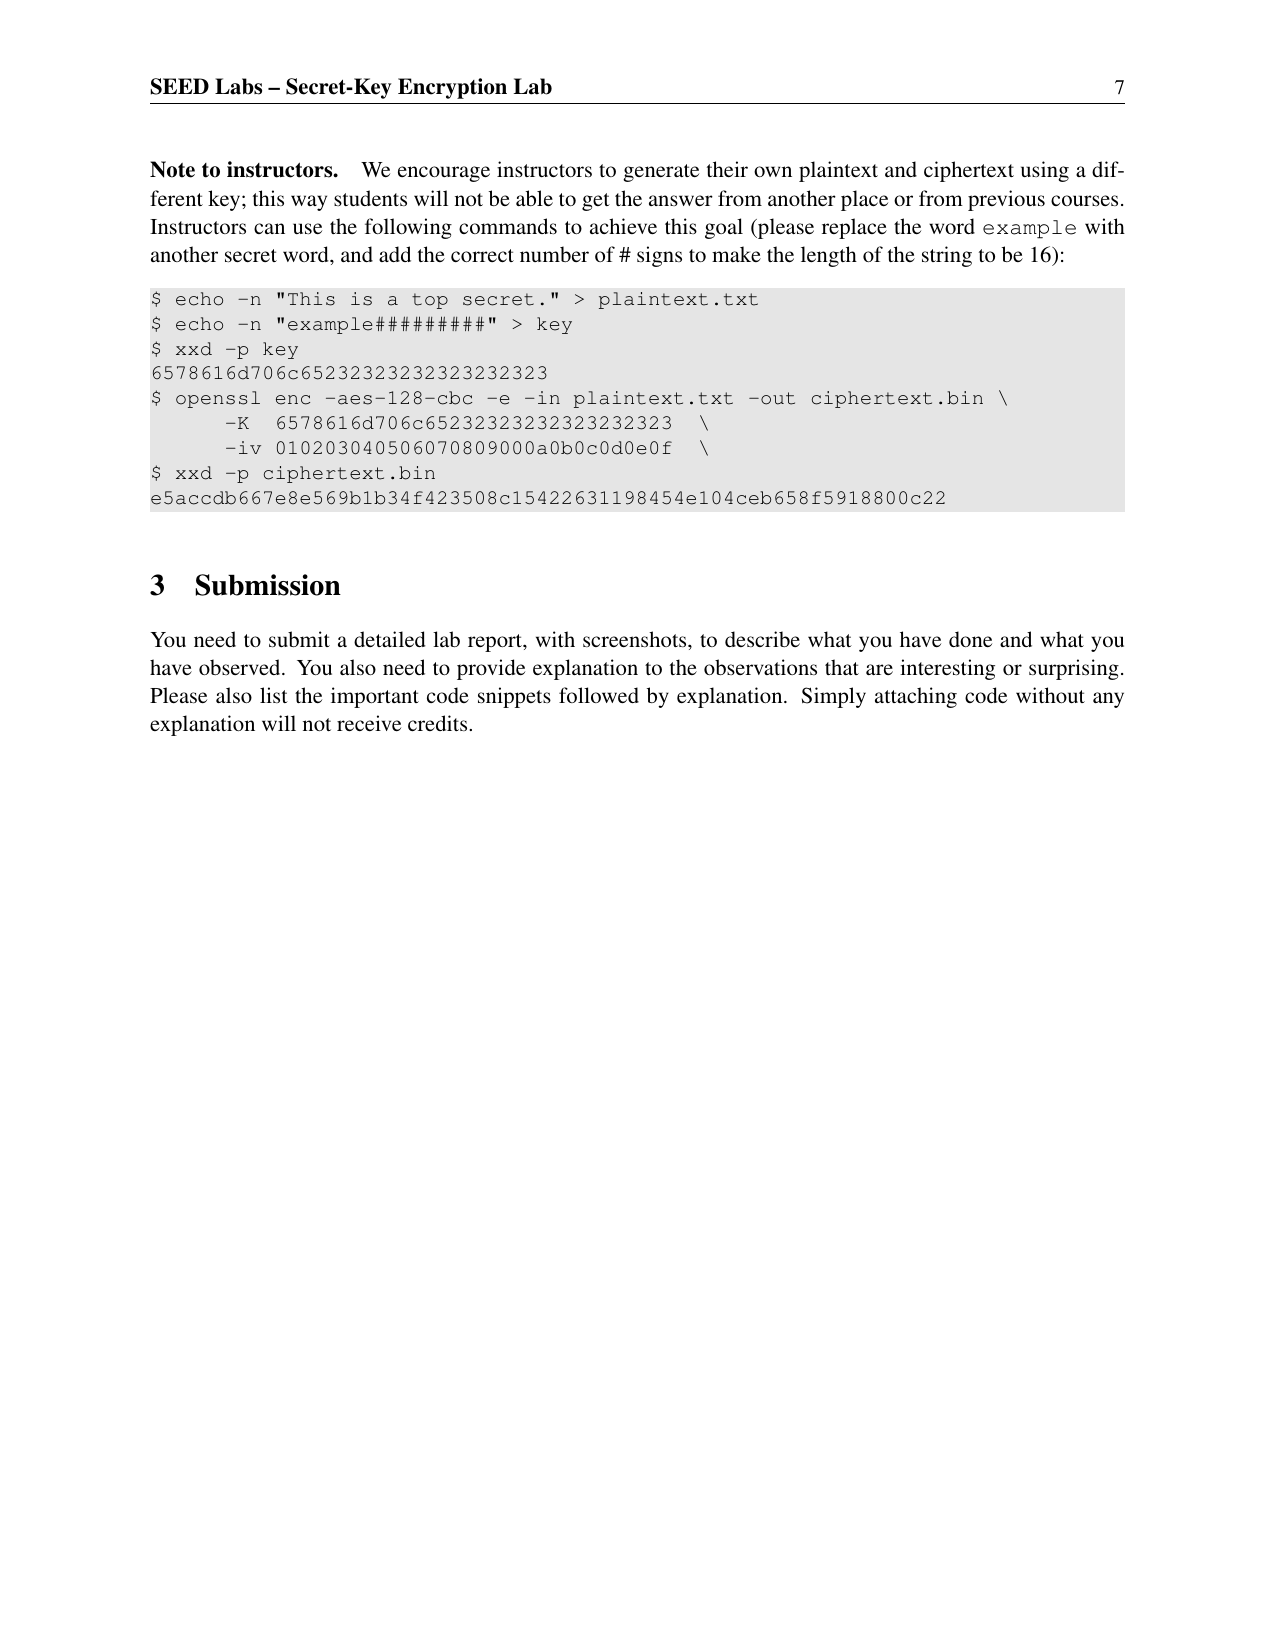 SEED Labs – Secret-Key Encryption Lab 7
Note to instructors. We encourage instructors to generate their own plaintext and ciphertext using a dif-
ferent key; this way students will not be able to get the answer from another place or from previous courses.
Instructors can use the following commands to achieve this goal (please replace the word example with
another secret word, and add the correct number of # signs to make the length of the string to be 16):
$ echo -n "This is a top secret." > plaintext.txt
$ echo -n "example#########" > key
$ xxd -p key
6578616d706c65232323232323232323
$ openssl enc -aes-128-cbc -e -in plaintext.txt -out ciphertext.bin \
-K 6578616d706c65232323232323232323 \
-iv 010203040506070809000a0b0c0d0e0f \
$ xxd -p ciphertext.bin
e5accdb667e8e569b1b34f423508c15422631198454e104ceb658f5918800c22
3 Submission
You need to submit a detailed lab report, with screenshots, to describe what you have done and what you
have observed. You also need to provide explanation to the observations that are interesting or surprising.
Please also list the important code snippets followed by explanation. Simply attaching code without any
explanation will not receive credits.